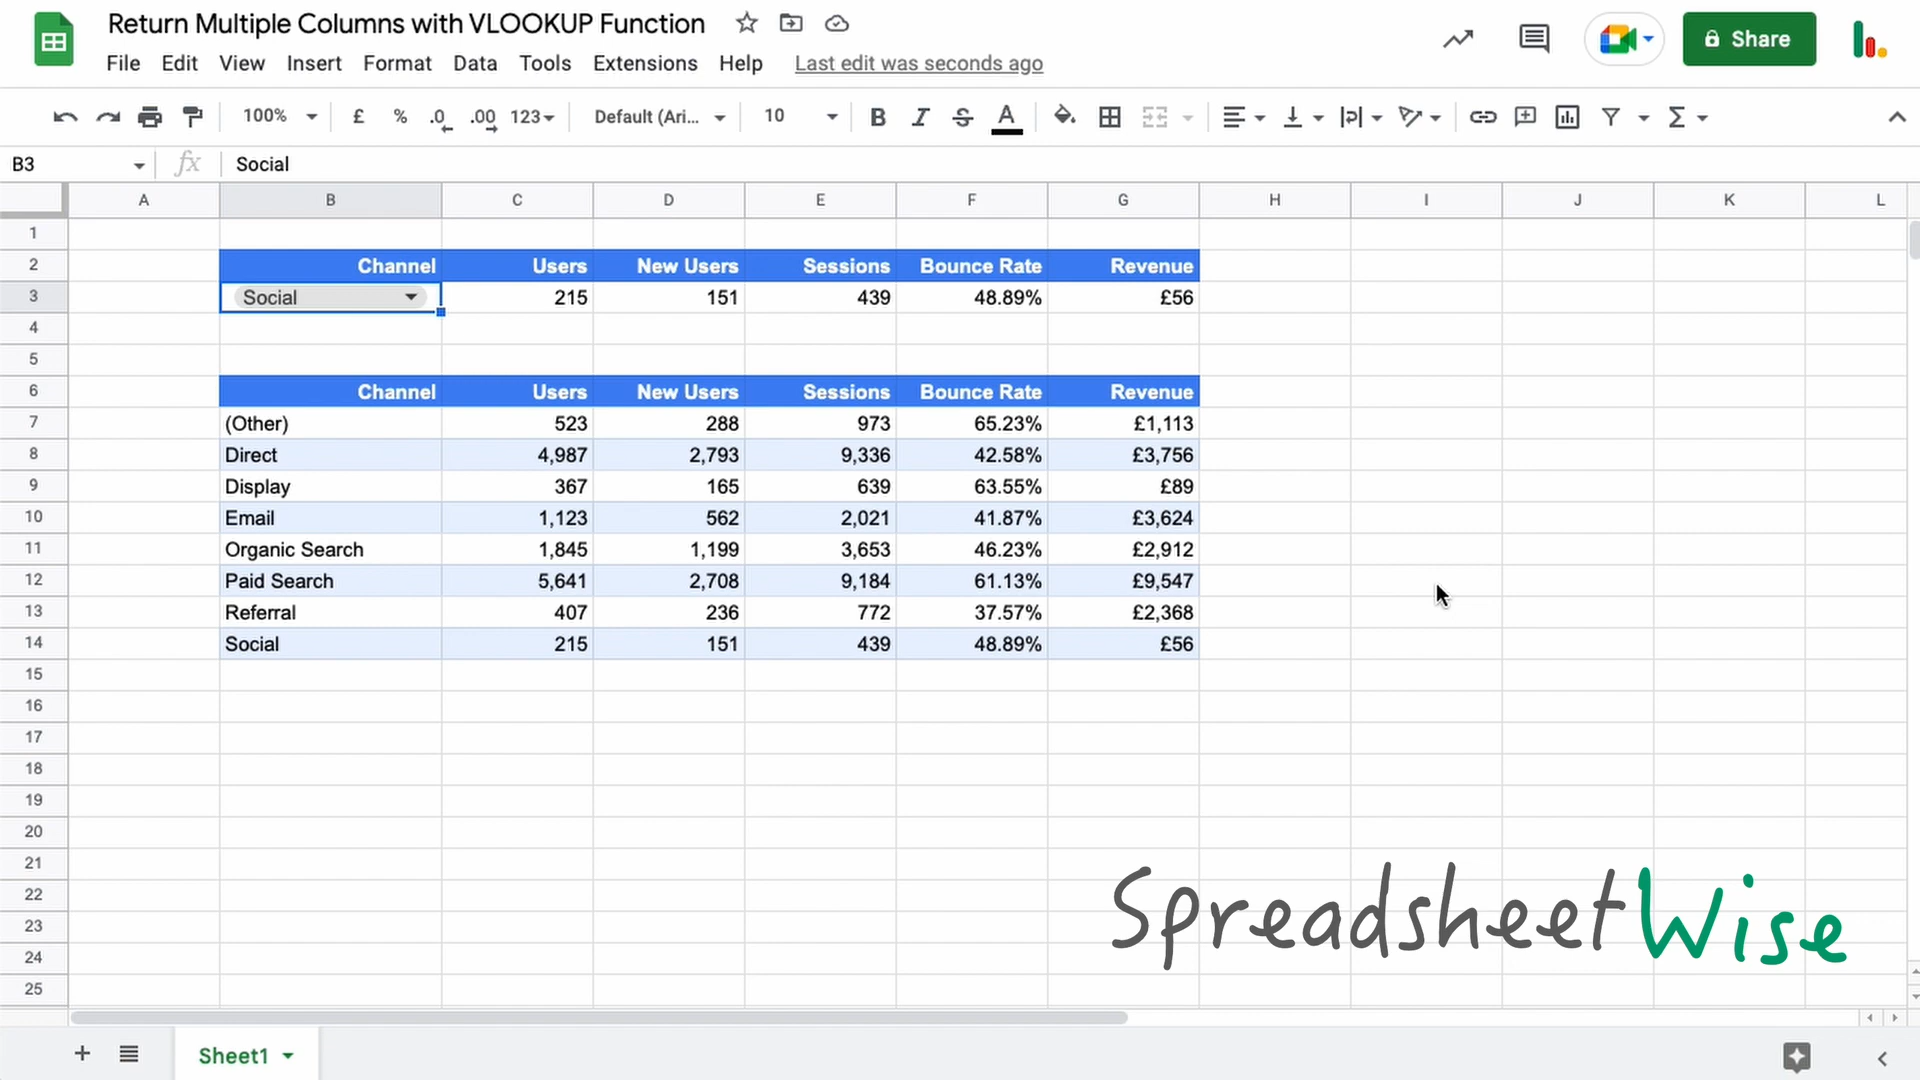 Return Multiple Columns with VLOOKUP Function
File Edit View Insert Format Data Tools Extensions Help Last edit was seconds ago
Share
100% £ % .0 .00 123 Default (Ari... 10 B I S A
B3 fx Social
A B C D E F G H I J K L
1
2 Channel Users New Users Sessions Bounce Rate Revenue
3 Social 215 151 439 48.89% £56
4
5
6 Channel Users New Users Sessions Bounce Rate Revenue
7 (Other) 523 288 973 65.23% £1,113
8 Direct 4,987 2,793 9,336 42.58% £3,756
9 Display 367 165 639 63.55% £89
10 Email 1,123 562 2,021 41.87% £3,624
11 Organic Search 1,845 1,199 3,653 46.23% £2,912
12 Paid Search 5,641 2,708 9,184 61.13% £9,547
13 Referral 407 236 772 37.57% £2,368
14 Social 215 151 439 48.89% £56
15
16
17
18
19
20
21
22
23
24
25
SpreadsheetWise
Sheet1